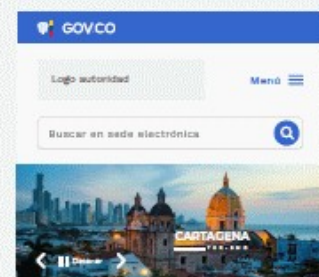 GOV.CO
Logo autoridad
Menú
Buscar en sede electrónica
CARTAGENA
Detener